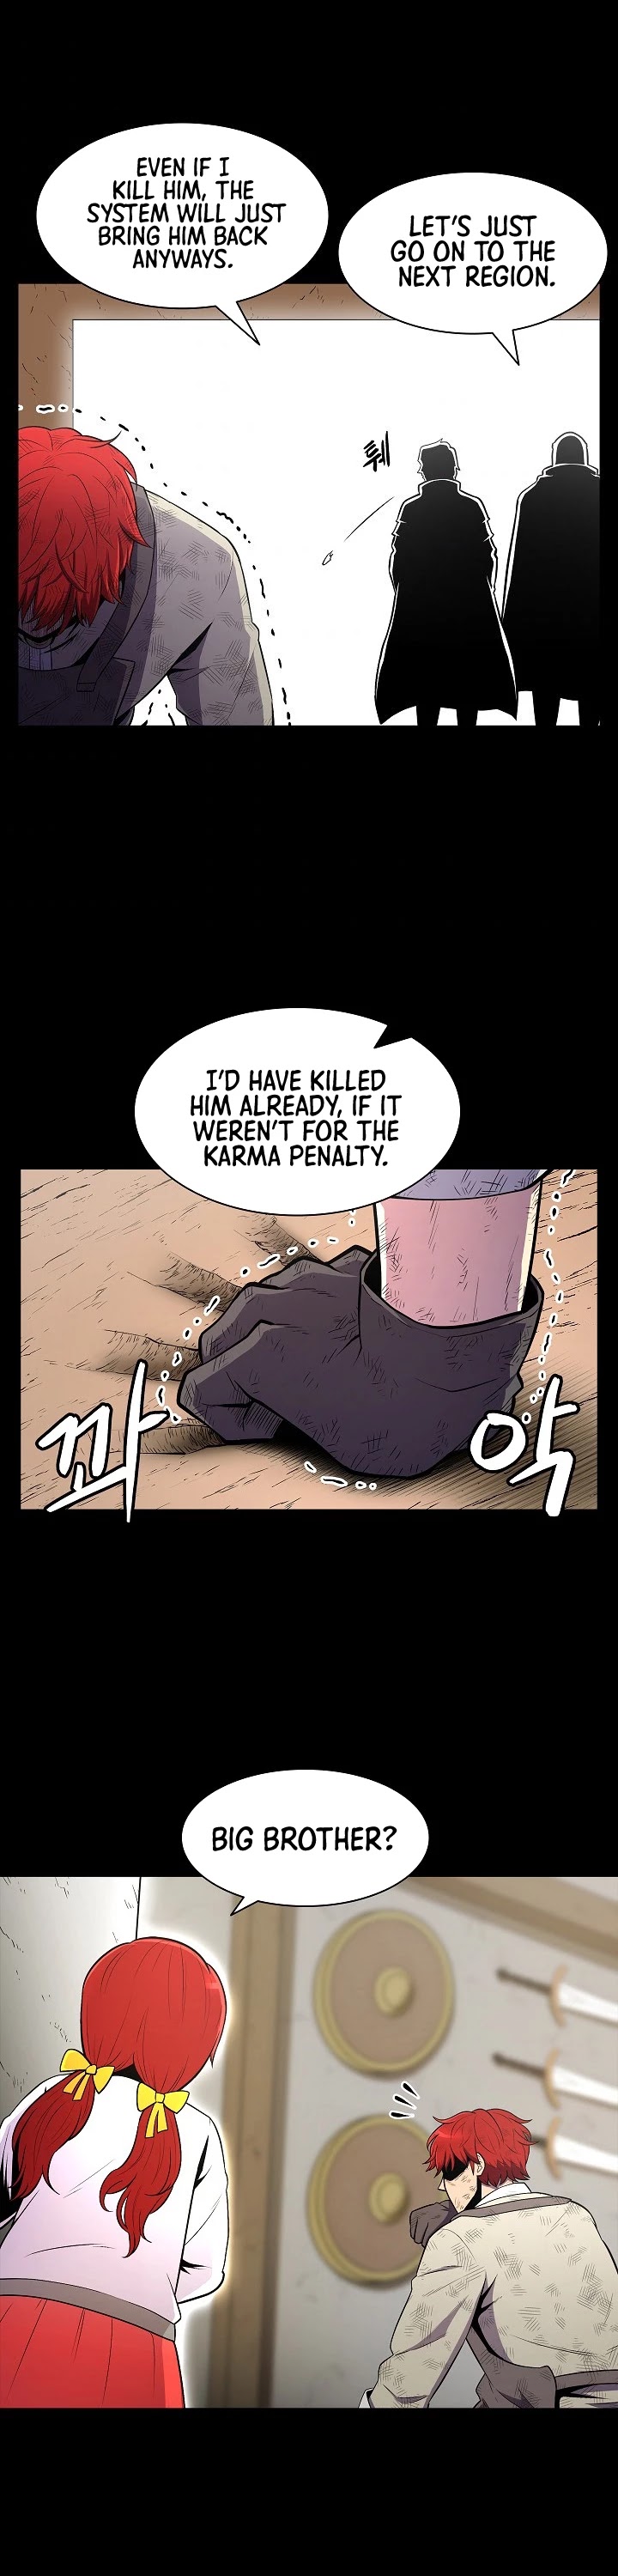 EVEN IF I
KILL HIM, THE
SYSTEM WILL JUST
BRING HIM BACK
ANYWAYS.
LET'S JUST
GO ON TO THE
NEXT REGION.
퉤
I'D HAVE KILLED
HIM ALREADY, IF IT
WEREN'T FOR THE
KARMA PENALTY.
꽈악
BIG BROTHER?